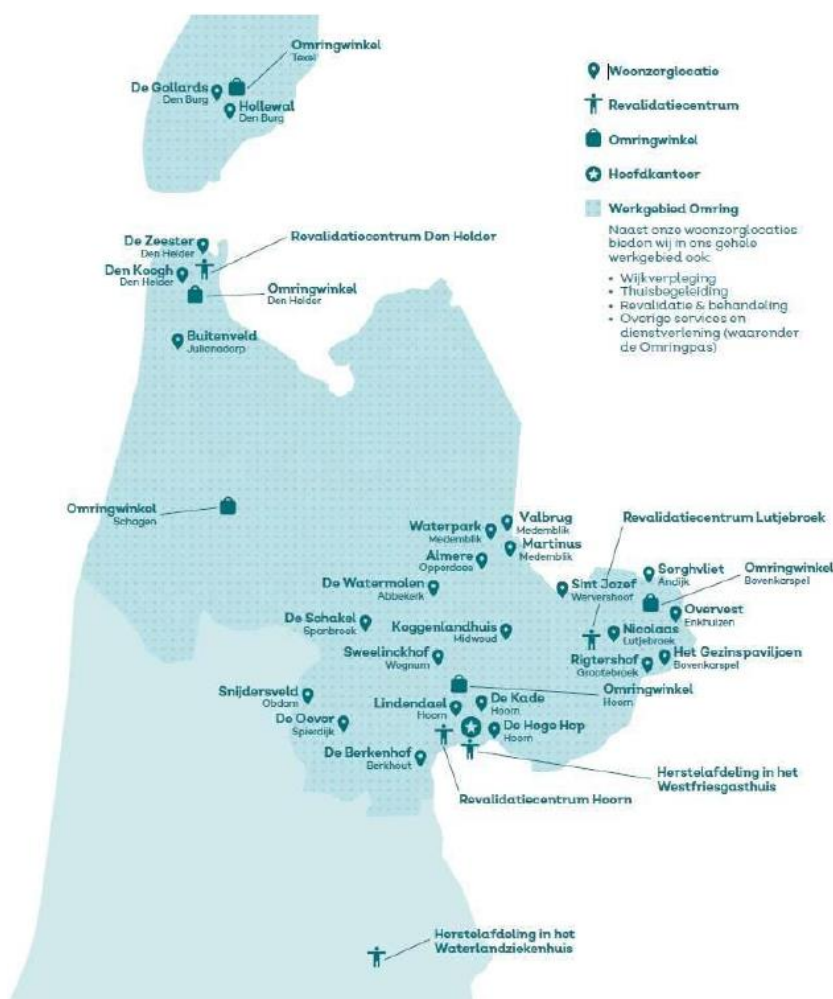 Omringwinkel
Texel
De Gollards
Den Burg
Hollewal
Den Burg
Woonzorglocatie
Revalidatiecentrum
Omringwinkel
Hoofdkantoor
Werkgebied Omring
Naast onze woonzorglocaties
bieden wij in ons gehele
werkgebied ook:
• Wijkverpleging
• Thuisbegeleiding
• Revalidatie & behandeling
• Overige services en
dienstverlening (waaronder
de Omringpas)
De Zeester
Den Helder
Revalidatiecentrum Den Helder
Den Koogh
Den Helder
Omringwinkel
Den Helder
Buitenveld
Julianadorp
Omringwinkel
Schagen
Waterpark
Medemblik
Valbrug
Medemblik
Martinus
Medemblik
Revalidatiecentrum Lutjebroek
Almere
Opperdoes
De Watermolen
Abbekerk
Sint Jozef
Wervershoof
Sorghvliet
Andijk
Omringwinkel
Bovenkarspel
De Schakel
Spanbroek
Koggenlandhuis
Midwoud
Overvest
Enkhuizen
Nicolaas
Lutjebroek
Sweelinckhof
Wognum
Rigtershof
Grootebroek
Het Gezinspaviljoen
Bovenkarspel
Snijdersveld
Obdam
Lindendael
Hoorn
De Kade
Hoorn
Omringwinkel
Hoorn
De Oever
Spierdijk
De Hoge Hop
Hoorn
De Berkenhof
Berkhout
Revalidatiecentrum Hoorn
Herstelafdeling in het
Westfriesgasthuis
Herstelafdeling in het
Waterlandziekenhuis